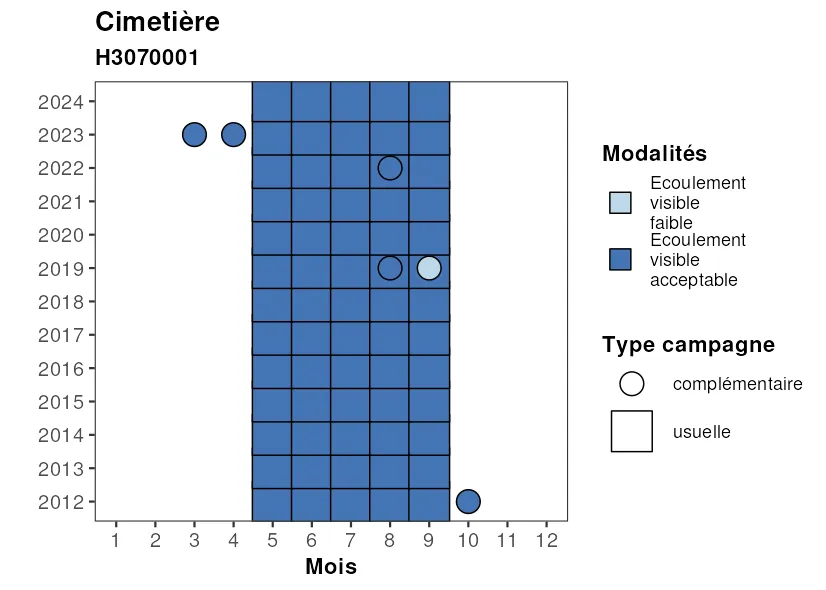 Cimetière
H3070001
2024
2023
2022
2021
2020
2019
2018
2017
2016
2015
2014
2013
2012
1 2 3 4 5 6 7 8 9 10 11 12
Mois
Modalités
Ecoulement
visible
faible
Ecoulement
visible
acceptable
Type campagne
complémentaire
usuelle